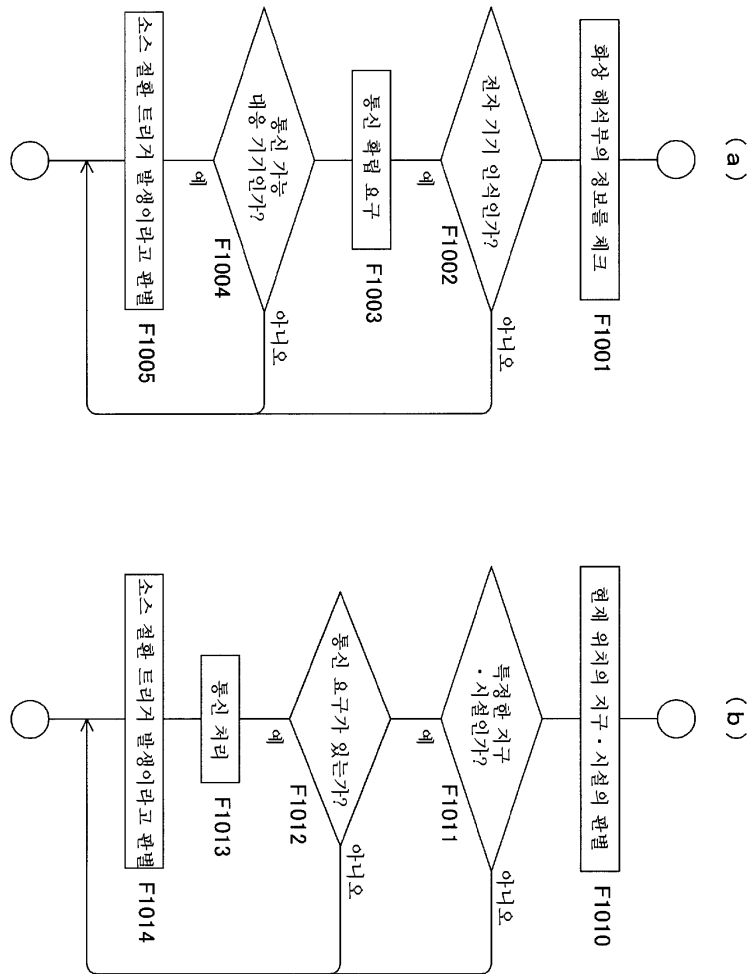 (a)
화상 해석부의 정보를 체크
F1001
전자 기기 인식인가?
F1002
아니오
예
통신 확립 요구
F1003
통신 가능
대응 기기인가?
F1004
아니오
예
소스 절환 트리거 발생이라고 판별
F1005
(b)
현재 위치의 지구・시설의 판별
F1010
특정한 지구
・시설인가?
F1011
아니오
예
통신 요구가 있는가?
F1012
아니오
예
통신 처리
F1013
소스 절환 트리거 발생이라고 판별
F1014